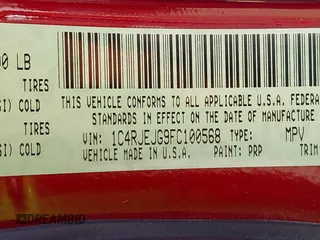 00 LB
TIRES
SI) COLD
TIRES
SI) COLD
THIS VEHICLE CONFORMS TO ALL APPLICABLE U.S.A. FEDERA
STANDARDS IN EFFECT ON THE DATE OF MANUFACTURE
VIN: 1C4RJEJG9FC100568 TYPE: MPV
VEHICLE MADE IN U.S.A. PAINT: PRP TRIM
DREAMBID